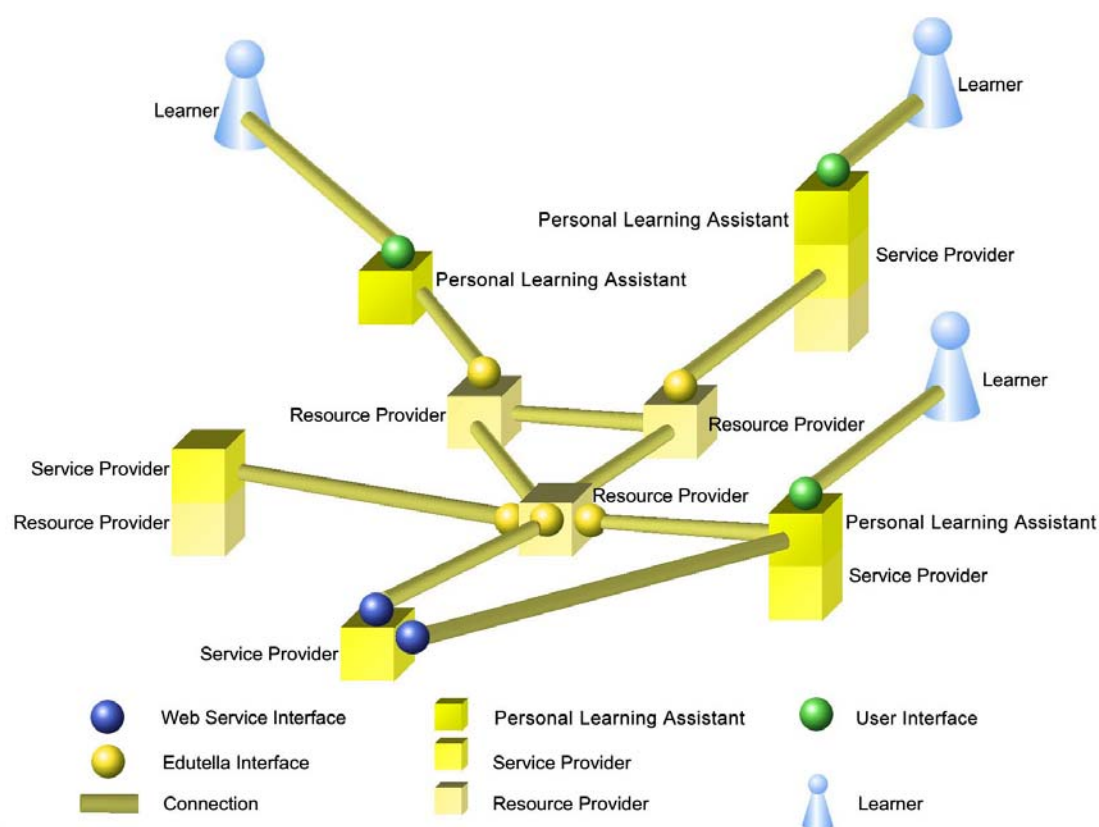 Learner
Learner
Personal Learning Assistant
Service Provider
Personal Learning Assistant
Learner
Resource Provider
Resource Provider
Service Provider
Resource Provider
Resource Provider
Personal Learning Assistant
Service Provider
Service Provider
Web Service Interface
Personal Learning Assistant
User Interface
Edutella Interface
Service Provider
Connection
Resource Provider
Learner